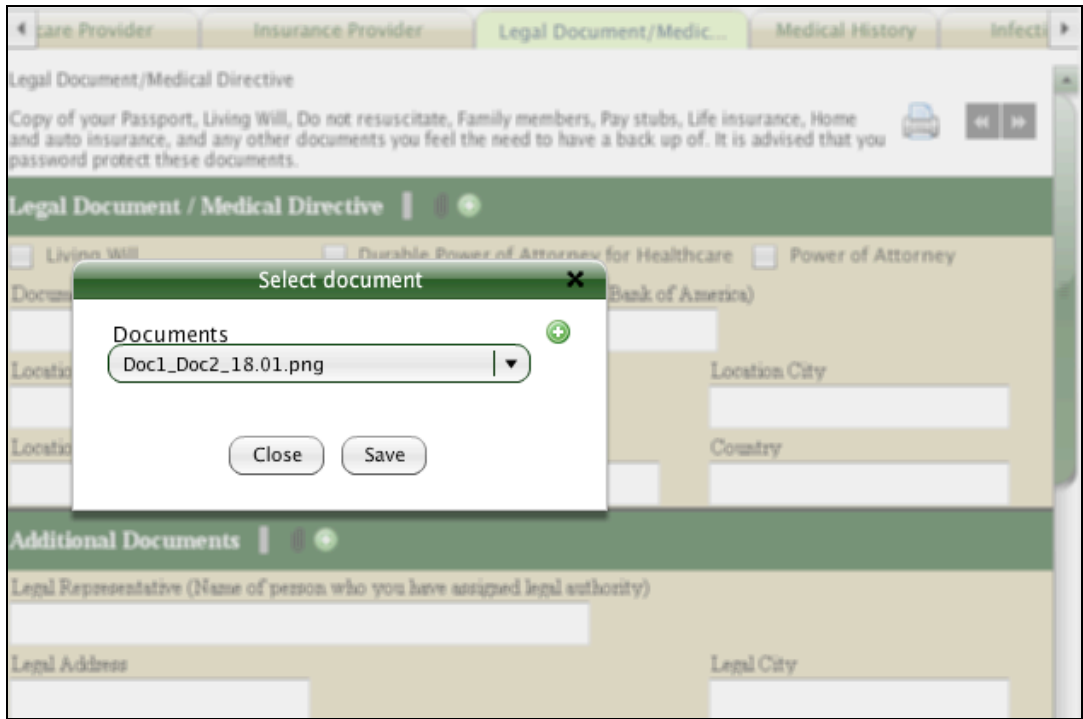 care Provider
Insurance Provider
Legal Document/Medic...
Medical History
Infecti
Legal Document/Medical Directive
Copy of your Passport, Living Will, Do not resuscitate, Family members, Pay stubs, Life insurance, Home
and auto insurance, and any other documents you feel the need to have a back up of. It is advised that you
password protect these documents.
Legal Document / Medical Directive
Living Will
Durable Power of Attorney for Healthcare
Power of Attorney
Select document
Docum
Bank of America)
Documents
Doc1_Doc2_18.01.png
Locatio
Location City
Close
Save
Locatio
Country
Additional Documents
Legal Representative (Name of person who you have assigned legal authority)
Legal Address
Legal City